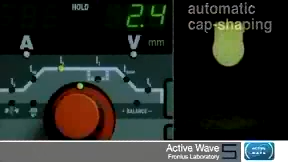 HOLD
2.4
automatic
cap-shaping
A
V
mm
BALANCE
Active Wave
Fronius Laboratory